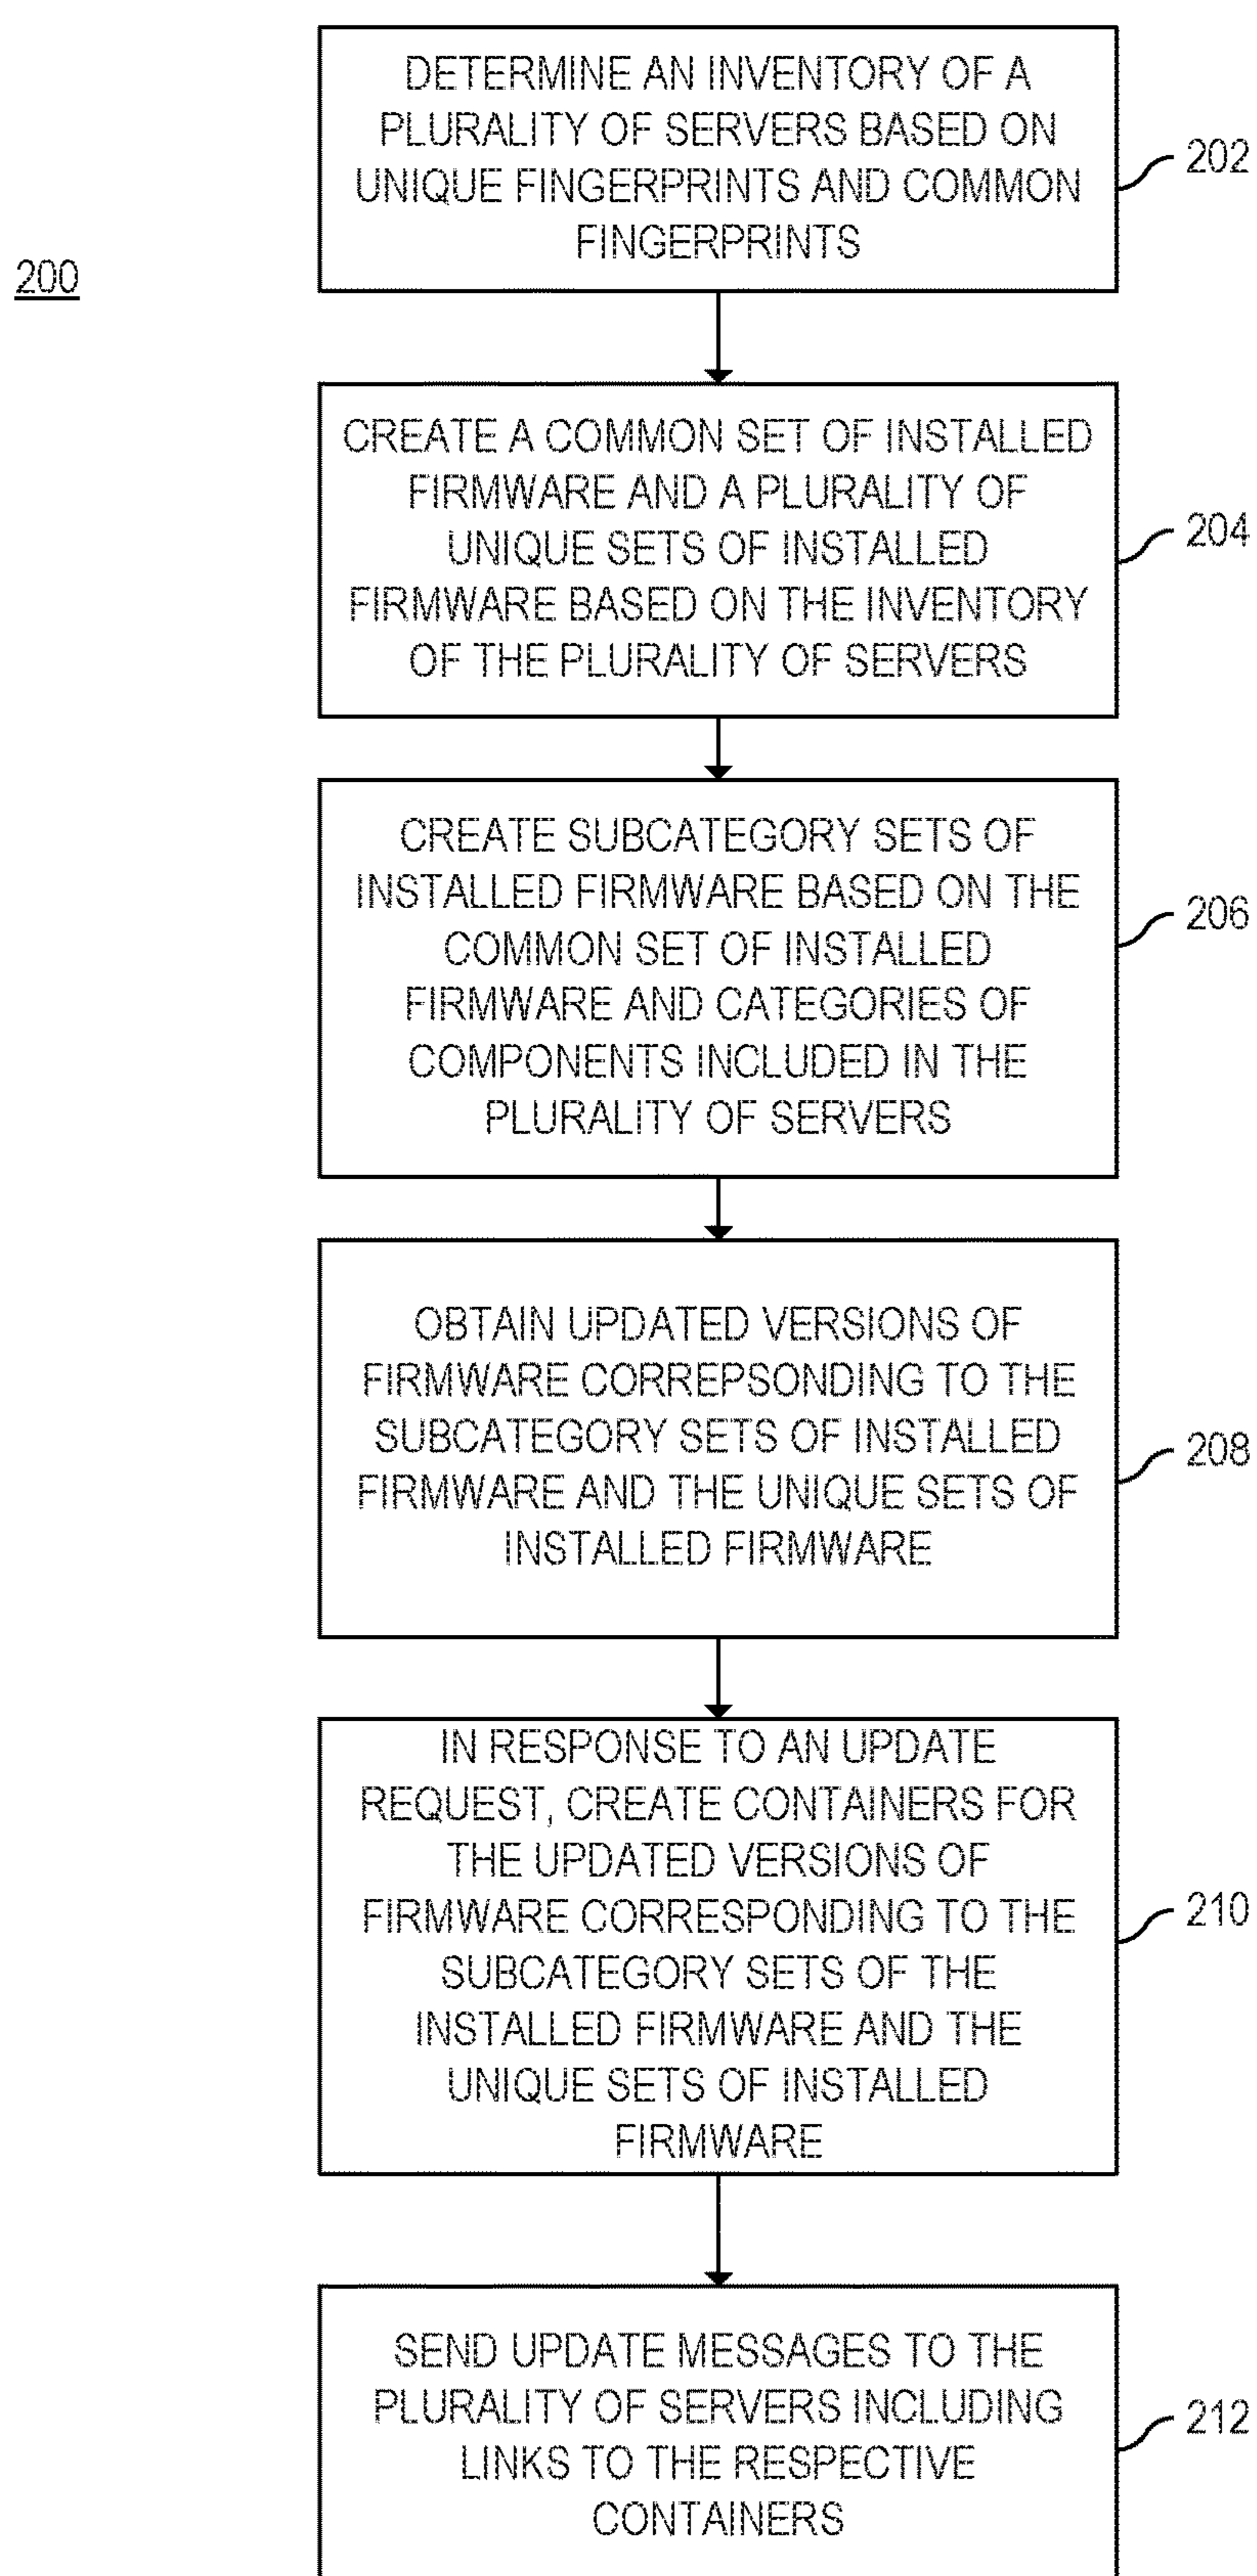 200
DETERMINE AN INVENTORY OF A
PLURALITY OF SERVERS BASED ON
UNIQUE FINGERPRINTS AND COMMON
FINGERPRINTS
202
CREATE A COMMON SET OF INSTALLED
FIRMWARE AND A PLURALITY OF
UNIQUE SETS OF INSTALLED
FIRMWARE BASED ON THE INVENTORY
OF THE PLURALITY OF SERVERS
204
CREATE SUBCATEGORY SETS OF
INSTALLED FIRMWARE BASED ON THE
COMMON SET OF INSTALLED
FIRMWARE AND CATEGORIES OF
COMPONENTS INCLUDED IN THE
PLURALITY OF SERVERS
206
OBTAIN UPDATED VERSIONS OF
FIRMWARE CORREPSONDING TO THE
SUBCATEGORY SETS OF INSTALLED
FIRMWARE AND THE UNIQUE SETS OF
INSTALLED FIRMWARE
208
IN RESPONSE TO AN UPDATE
REQUEST, CREATE CONTAINERS FOR
THE UPDATED VERSIONS OF
FIRMWARE CORRESPONDING TO THE
SUBCATEGORY SETS OF THE
INSTALLED FIRMWARE AND THE
UNIQUE SETS OF INSTALLED
FIRMWARE
210
SEND UPDATE MESSAGES TO THE
PLURALITY OF SERVERS INCLUDING
LINKS TO THE RESPECTIVE
CONTAINERS
212